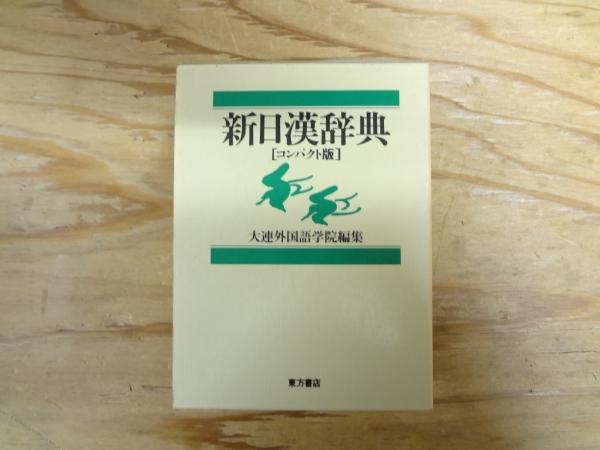 新日漢辞典
[コンパクト版]
大連外国語学院編集
東方書店